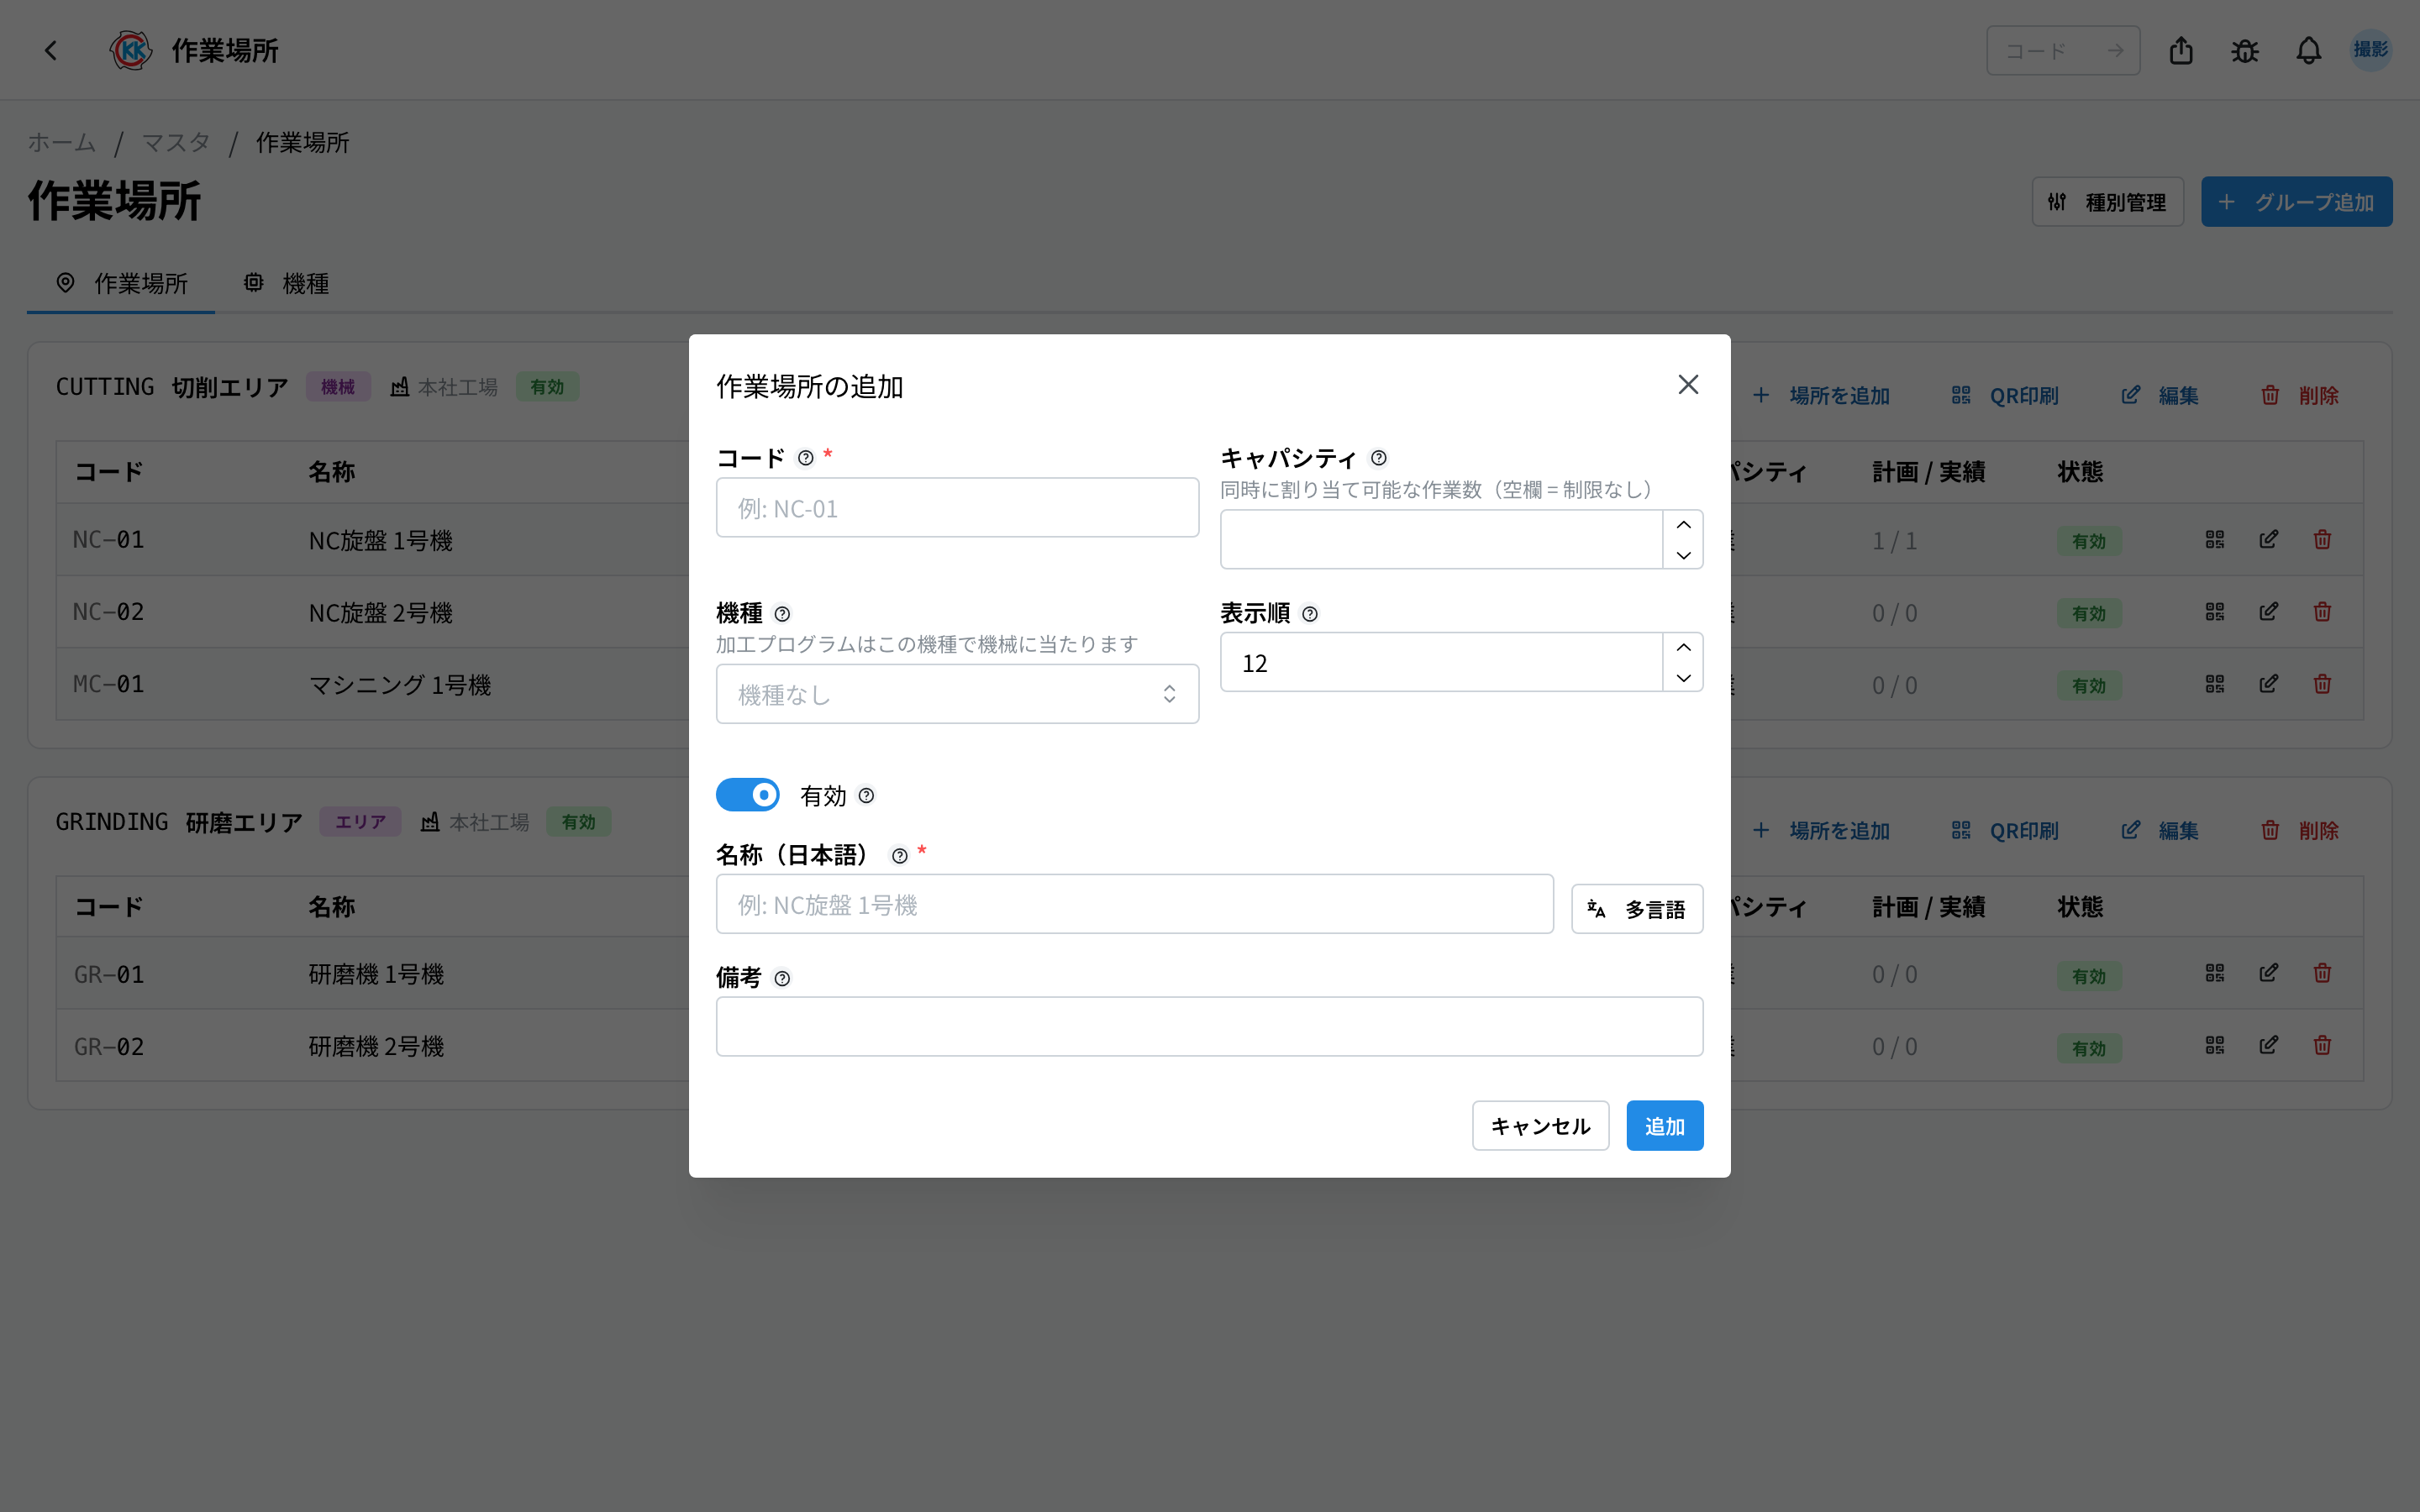 KK 作業場所
コード
撮影
ホーム / マスタ / 作業場所
作業場所
種別管理
グループ追加
作業場所
機種
CUTTING 切削エリア 機械 本社工場 有効
場所を追加 QR印刷 編集 削除
コード 名称 パシティ 計画 / 実績 状態
NC-01 NC旋盤 1号機 1 / 1 有効
NC-02 NC旋盤 2号機 0 / 0 有効
MC-01 マシニング 1号機 0 / 0 有効
GRINDING 研磨エリア エリア 本社工場 有効
場所を追加 QR印刷 編集 削除
コード 名称 パシティ 計画 / 実績 状態
GR-01 研磨機 1号機 0 / 0 有効
GR-02 研磨機 2号機 0 / 0 有効
作業場所の追加
コード *
例: NC-01
キャパシティ
同時に割り当て可能な作業数（空欄 = 制限なし）
機種
加工プログラムはこの機種で機械に当たります
機種なし
表示順
12
有効
名称（日本語） *
例: NC旋盤 1号機
多言語
備考
キャンセル
追加